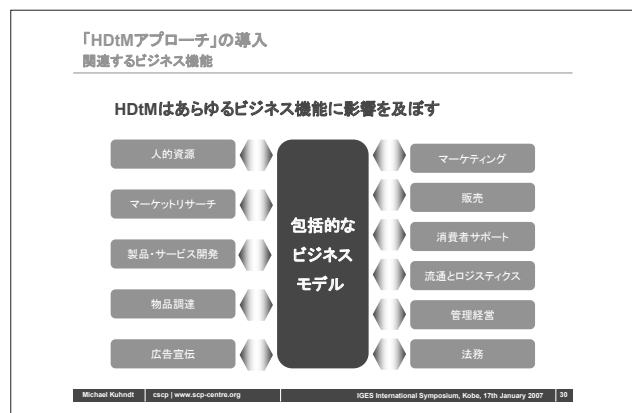 「HDtMアプローチ」の導入
関連するビジネス機能
HDtMはあらゆるビジネス機能に影響を及ぼす
人的資源
マーケットリサーチ
製品・サービス開発
物品調達
広告宣伝
包括的な
ビジネス
モデル
マーケティング
販売
消費者サポート
流通とロジスティクス
管理経営
法務
Michael Kuhndt cscp | www.scp-centre.org IGES International Symposium, Kobe, 17th January 2007 30